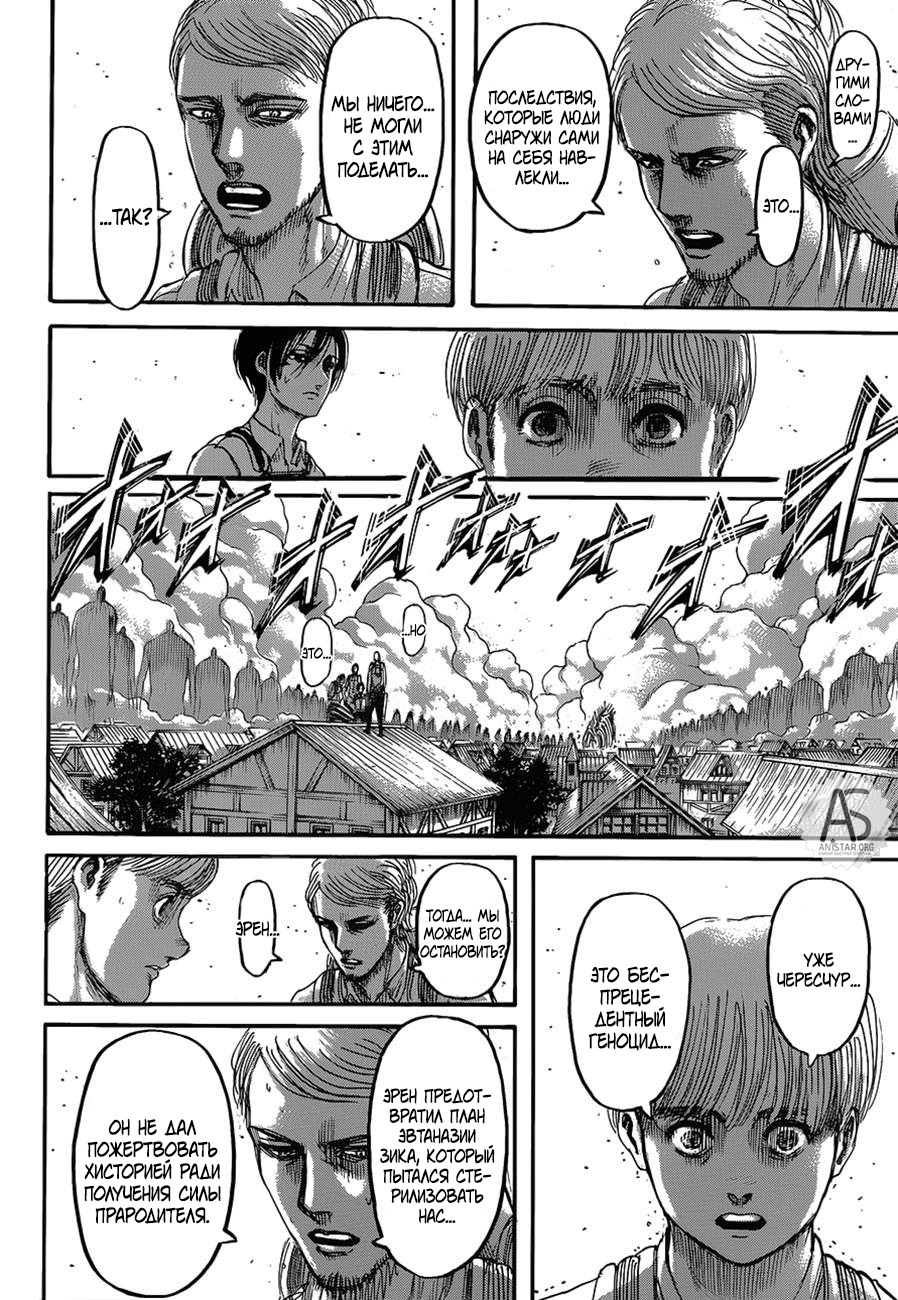 ДРУ-
ГИМИ
СЛО-
ВАМИ
...
ЭТО...
ПОСЛЕДСТВИЯ,
КОТОРЫЕ ЛЮДИ
СНАРУЖИ САМИ
НА СЕБЯ НАВ-
ЛЕКЛИ...
МЫ НИЧЕГО...
НЕ МОГЛИ
С ЭТИМ
ПОДЕЛАТЬ...
...ТАК?
...НО
ЭТО...
УЖЕ
ЧЕРЕСЧУР...
ЭТО БЕС-
ПРЕЦЕ-
ДЕНТНЫЙ
ГЕНОЦИД...
ТОГДА... МЫ
МОЖЕМ ЕГО
ОСТАНОВИТЬ?
ЭРЕН...
ЭРЕН ПРЕДОТ-
ВРАТИЛ ПЛАН
ЭВТАНАЗИИ
ЗИКА, КОТОРЫЙ
ПЫТАЛСЯ СТЕ-
РИЛИЗОВАТЬ
НАС...
ОН НЕ ДАЛ
ПОЖЕРТВОВАТЬ
ХИСТОРИЕЙ РАДИ
ПОЛУЧЕНИЯ СИЛЫ
ПРАРОДИТЕЛЯ.
AS
ANISTAR.ORG